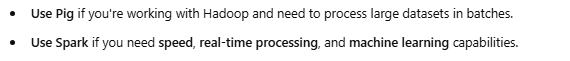 • Use Pig if you're working with Hadoop and need to process large datasets in batches.
• Use Spark if you need speed, real-time processing, and machine learning capabilities.